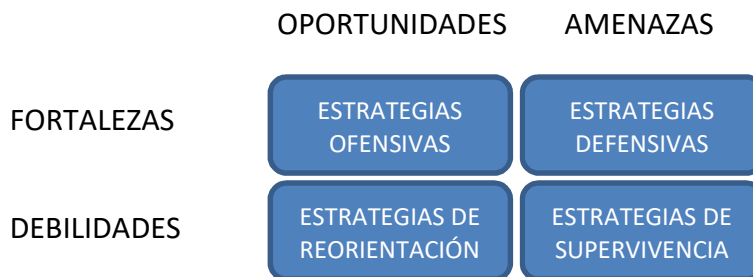 OPORTUNIDADES AMENAZAS
FORTALEZAS
ESTRATEGIAS
OFENSIVAS
ESTRATEGIAS
DEFENSIVAS
DEBILIDADES
ESTRATEGIAS DE
REORIENTACIÓN
ESTRATEGIAS DE
SUPERVIVENCIA